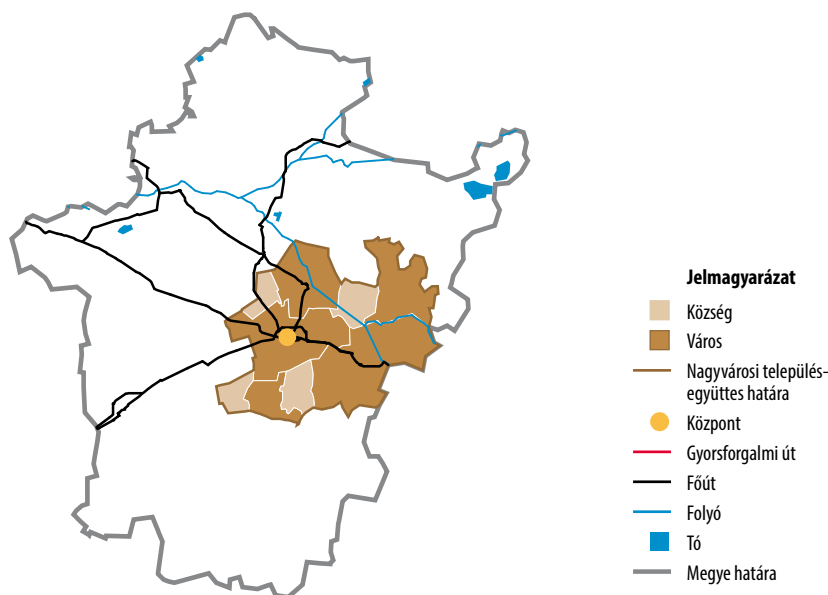 Jelmagyarázat
Község
Város
Nagyvárosi település-
együttes határa
Központ
Gyorsforgalmi út
Főút
Folyó
Tó
Megye határa